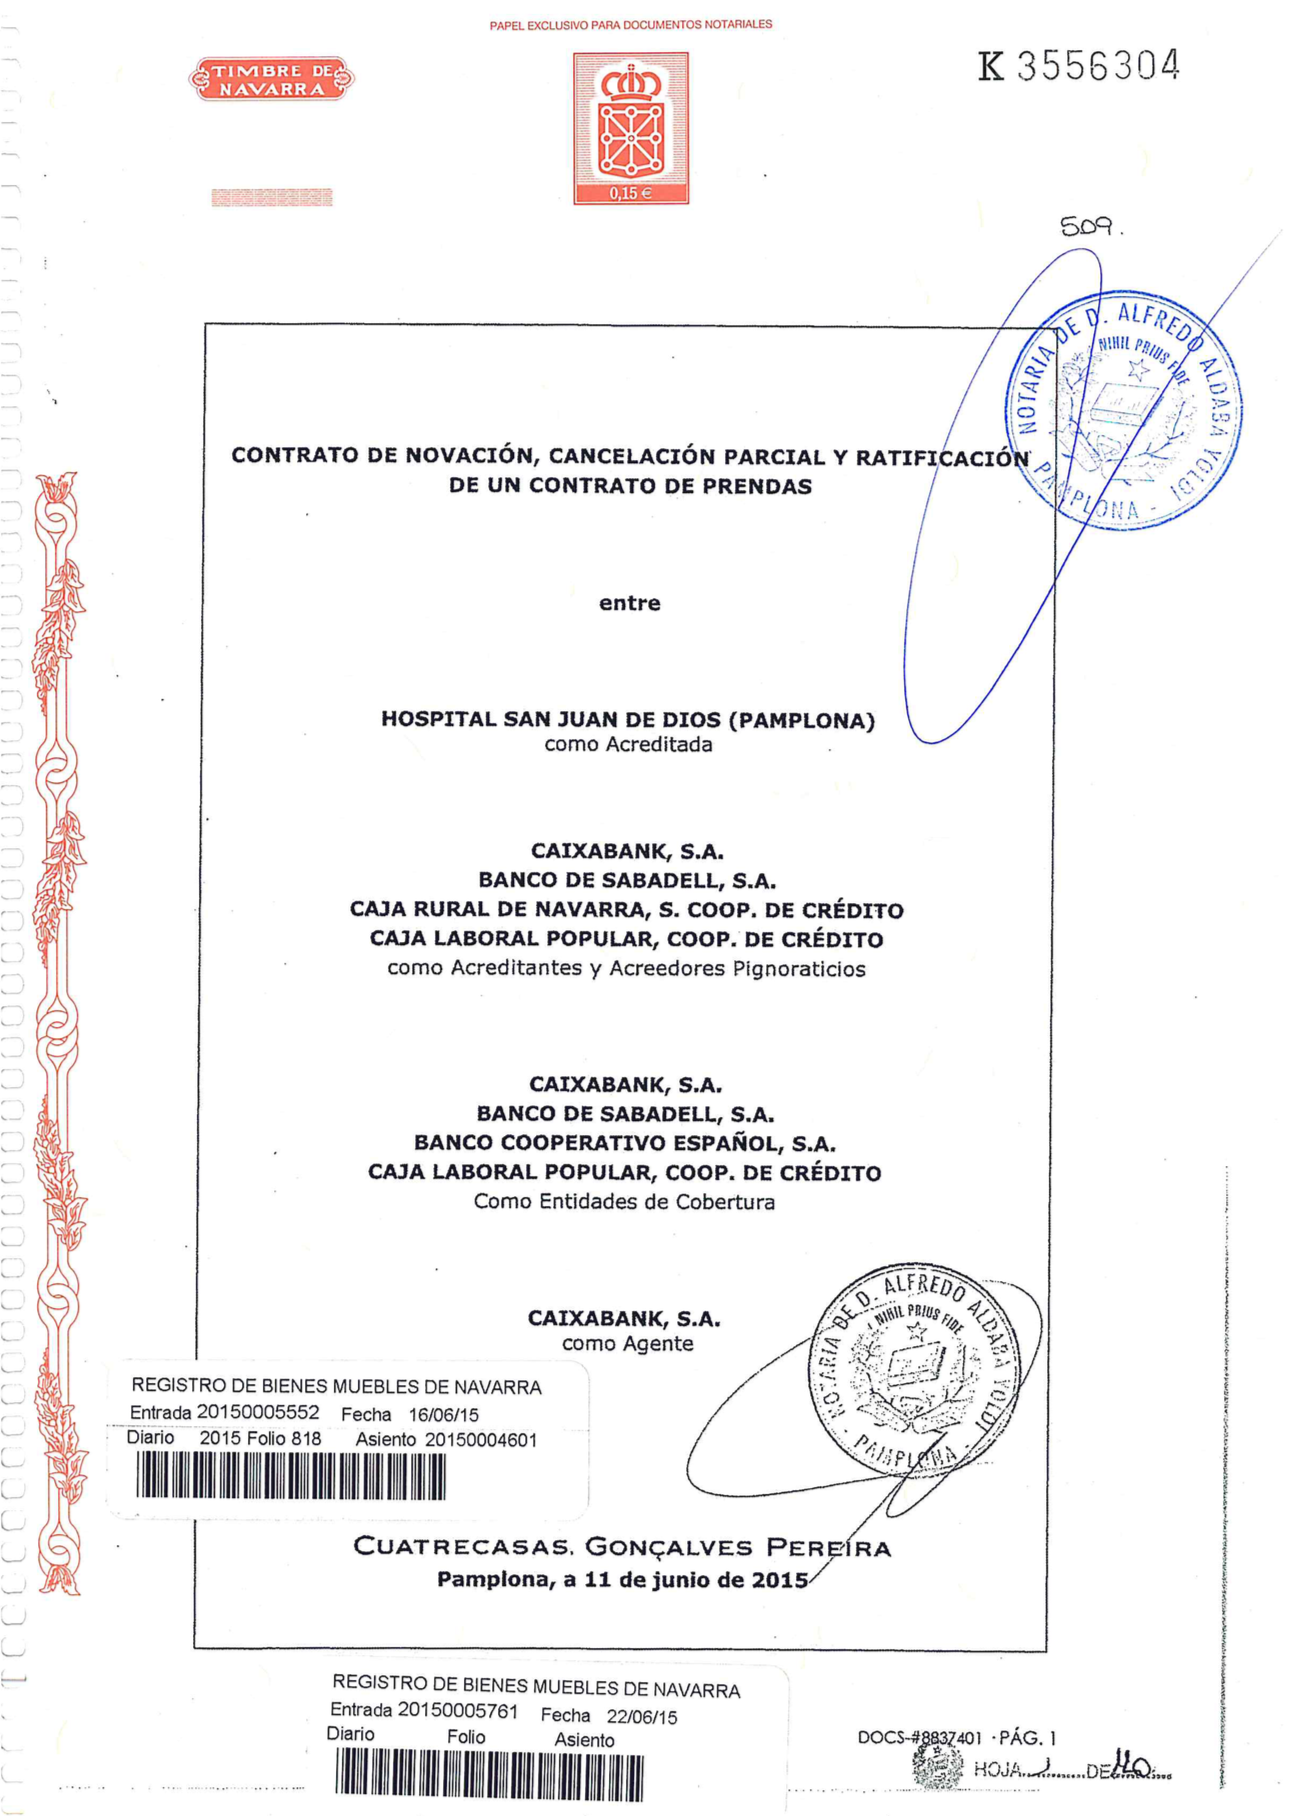 PAPEL EXCLUSIVO PARA DOCUMENTOS NOTARIALES
TIMBRE DE
NAVARRA
0,15 €
K 3556304
509.
NOTARIA DE D. ALFREDO ALDABA YOLDI
NIHIL PRIUS FIDE
- PAMPLONA -
CONTRATO DE NOVACIÓN, CANCELACIÓN PARCIAL Y RATIFICACIÓN
DE UN CONTRATO DE PRENDAS
entre
HOSPITAL SAN JUAN DE DIOS (PAMPLONA)
como Acreditada
CAIXABANK, S.A.
BANCO DE SABADELL, S.A.
CAJA RURAL DE NAVARRA, S. COOP. DE CRÉDITO
CAJA LABORAL POPULAR, COOP. DE CRÉDITO
como Acreditantes y Acreedores Pignoraticios
CAIXABANK, S.A.
BANCO DE SABADELL, S.A.
BANCO COOPERATIVO ESPAÑOL, S.A.
CAJA LABORAL POPULAR, COOP. DE CRÉDITO
Como Entidades de Cobertura
CAIXABANK, S.A.
como Agente
NOTARIA DE D. ALFREDO ALDABA YOLDI
NIHIL PRIUS FIDE
- PAMPLONA -
REGISTRO DE BIENES MUEBLES DE NAVARRA
Entrada 20150005552 Fecha 16/06/15
Diario 2015 Folio 818 Asiento 20150004601
CUATRECASAS, GONÇALVES PEREIRA
Pamplona, a 11 de junio de 2015
REGISTRO DE BIENES MUEBLES DE NAVARRA
Entrada 20150005761 Fecha 22/06/15
Diario Folio Asiento
DOCS-#8837401 · PÁG. 1
HOJA 1 DE 40